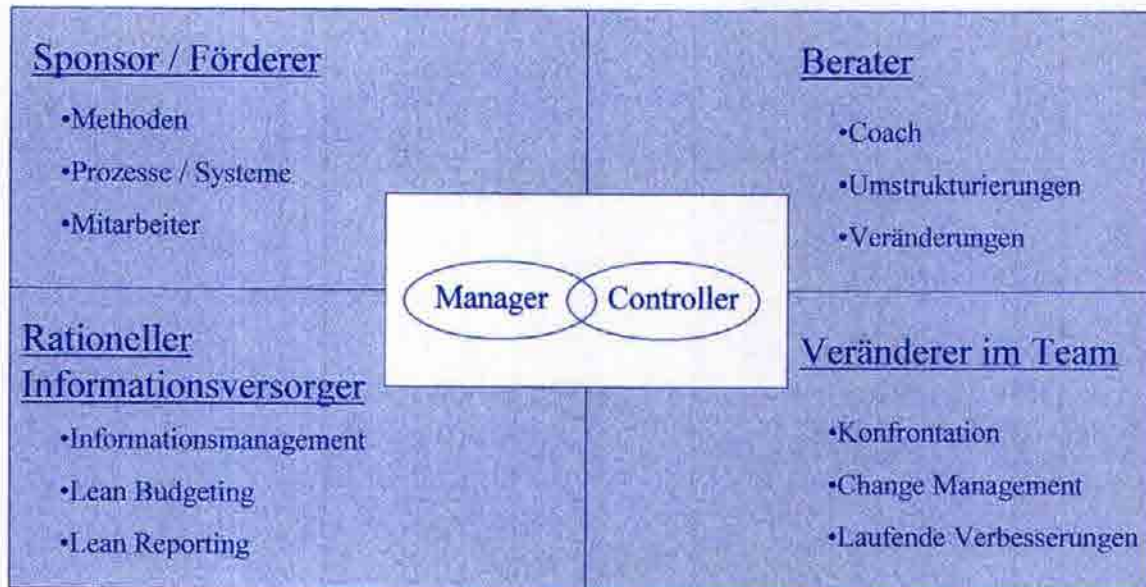 Sponsor / Förderer
•Methoden
•Prozesse / Systeme
•Mitarbeiter
Berater
•Coach
•Umstrukturierungen
•Veränderungen
Manager
Controller
Rationeller
Informationsversorger
•Informationsmanagement
•Lean Budgeting
•Lean Reporting
Veränderer im Team
•Konfrontation
•Change Management
•Laufende Verbesserungen